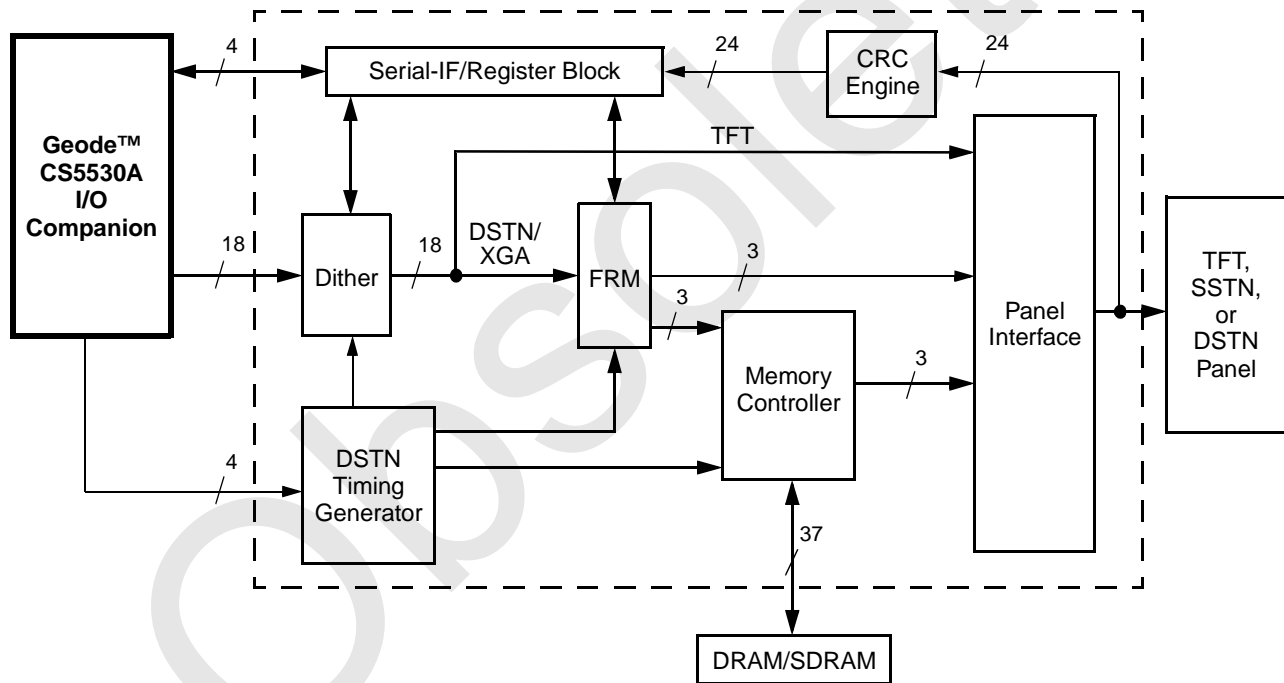 4
Serial-IF/Register Block
24
CRC
Engine
24
Geode™
CS5530A
I/O
Companion
TFT
18
Dither
18
DSTN/
XGA
FRM
3
3
Panel
Interface
TFT,
SSTN,
or
DSTN
Panel
Memory
Controller
3
4
DSTN
Timing
Generator
37
DRAM/SDRAM
Obsolete